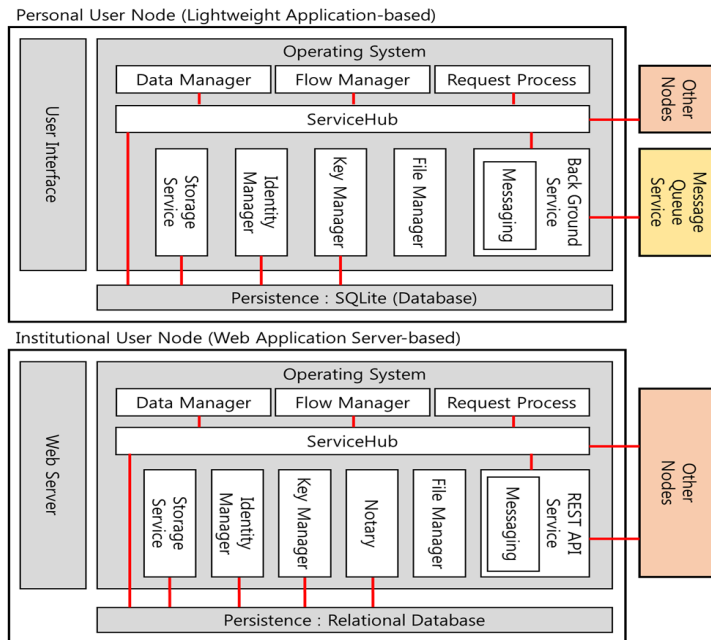 Personal User Node (Lightweight Application-based)
Operating System
Data Manager
Flow Manager
Request Process
ServiceHub
User Interface
Storage
Service
Identity
Manager
Key Manager
File Manager
Back Ground
Service
Messaging
Persistence : SQLite (Database)
Other
Nodes
Message
Queue
Service
Institutional User Node (Web Application Server-based)
Operating System
Data Manager
Flow Manager
Request Process
ServiceHub
Web Server
Storage
Service
Identity
Manager
Key Manager
Notary
File Manager
REST API
Service
Messaging
Persistence : Relational Database
Other
Nodes